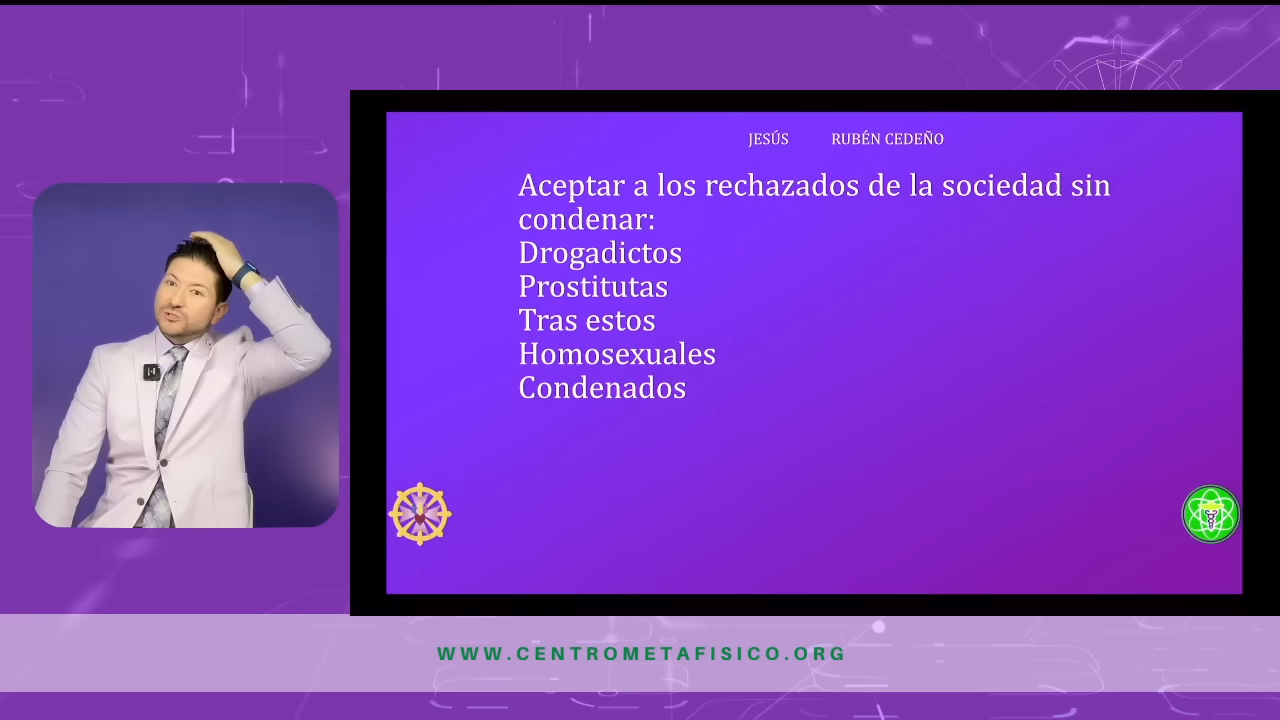 JESÚS RUBÉN CEDEÑO
Aceptar a los rechazados de la sociedad sin
condenar:
Drogadictos
Prostitutas
Tras estos
Homosexuales
Condenados
WWW.CENTROMETAFISICO.ORG